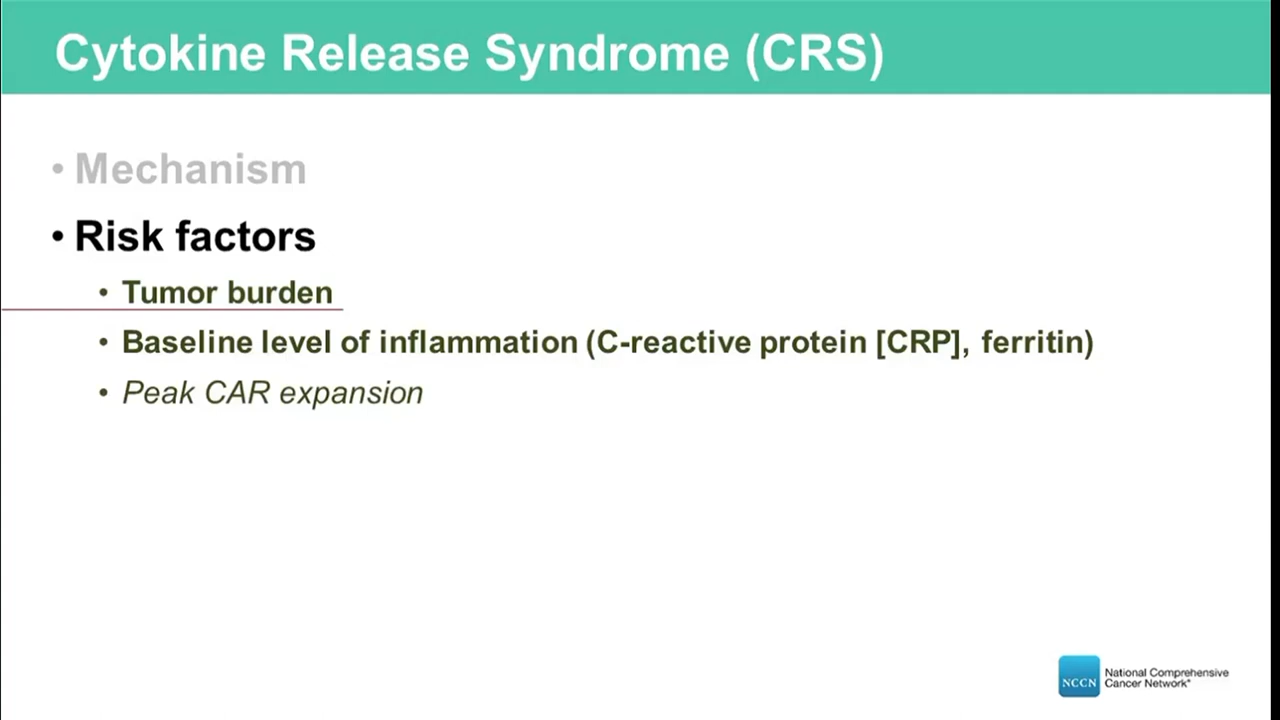 Cytokine Release Syndrome (CRS)
• Mechanism
• Risk factors
• Tumor burden
• Baseline level of inflammation (C-reactive protein [CRP], ferritin)
• Peak CAR expansion
NCCN
National Comprehensive
Cancer Network®